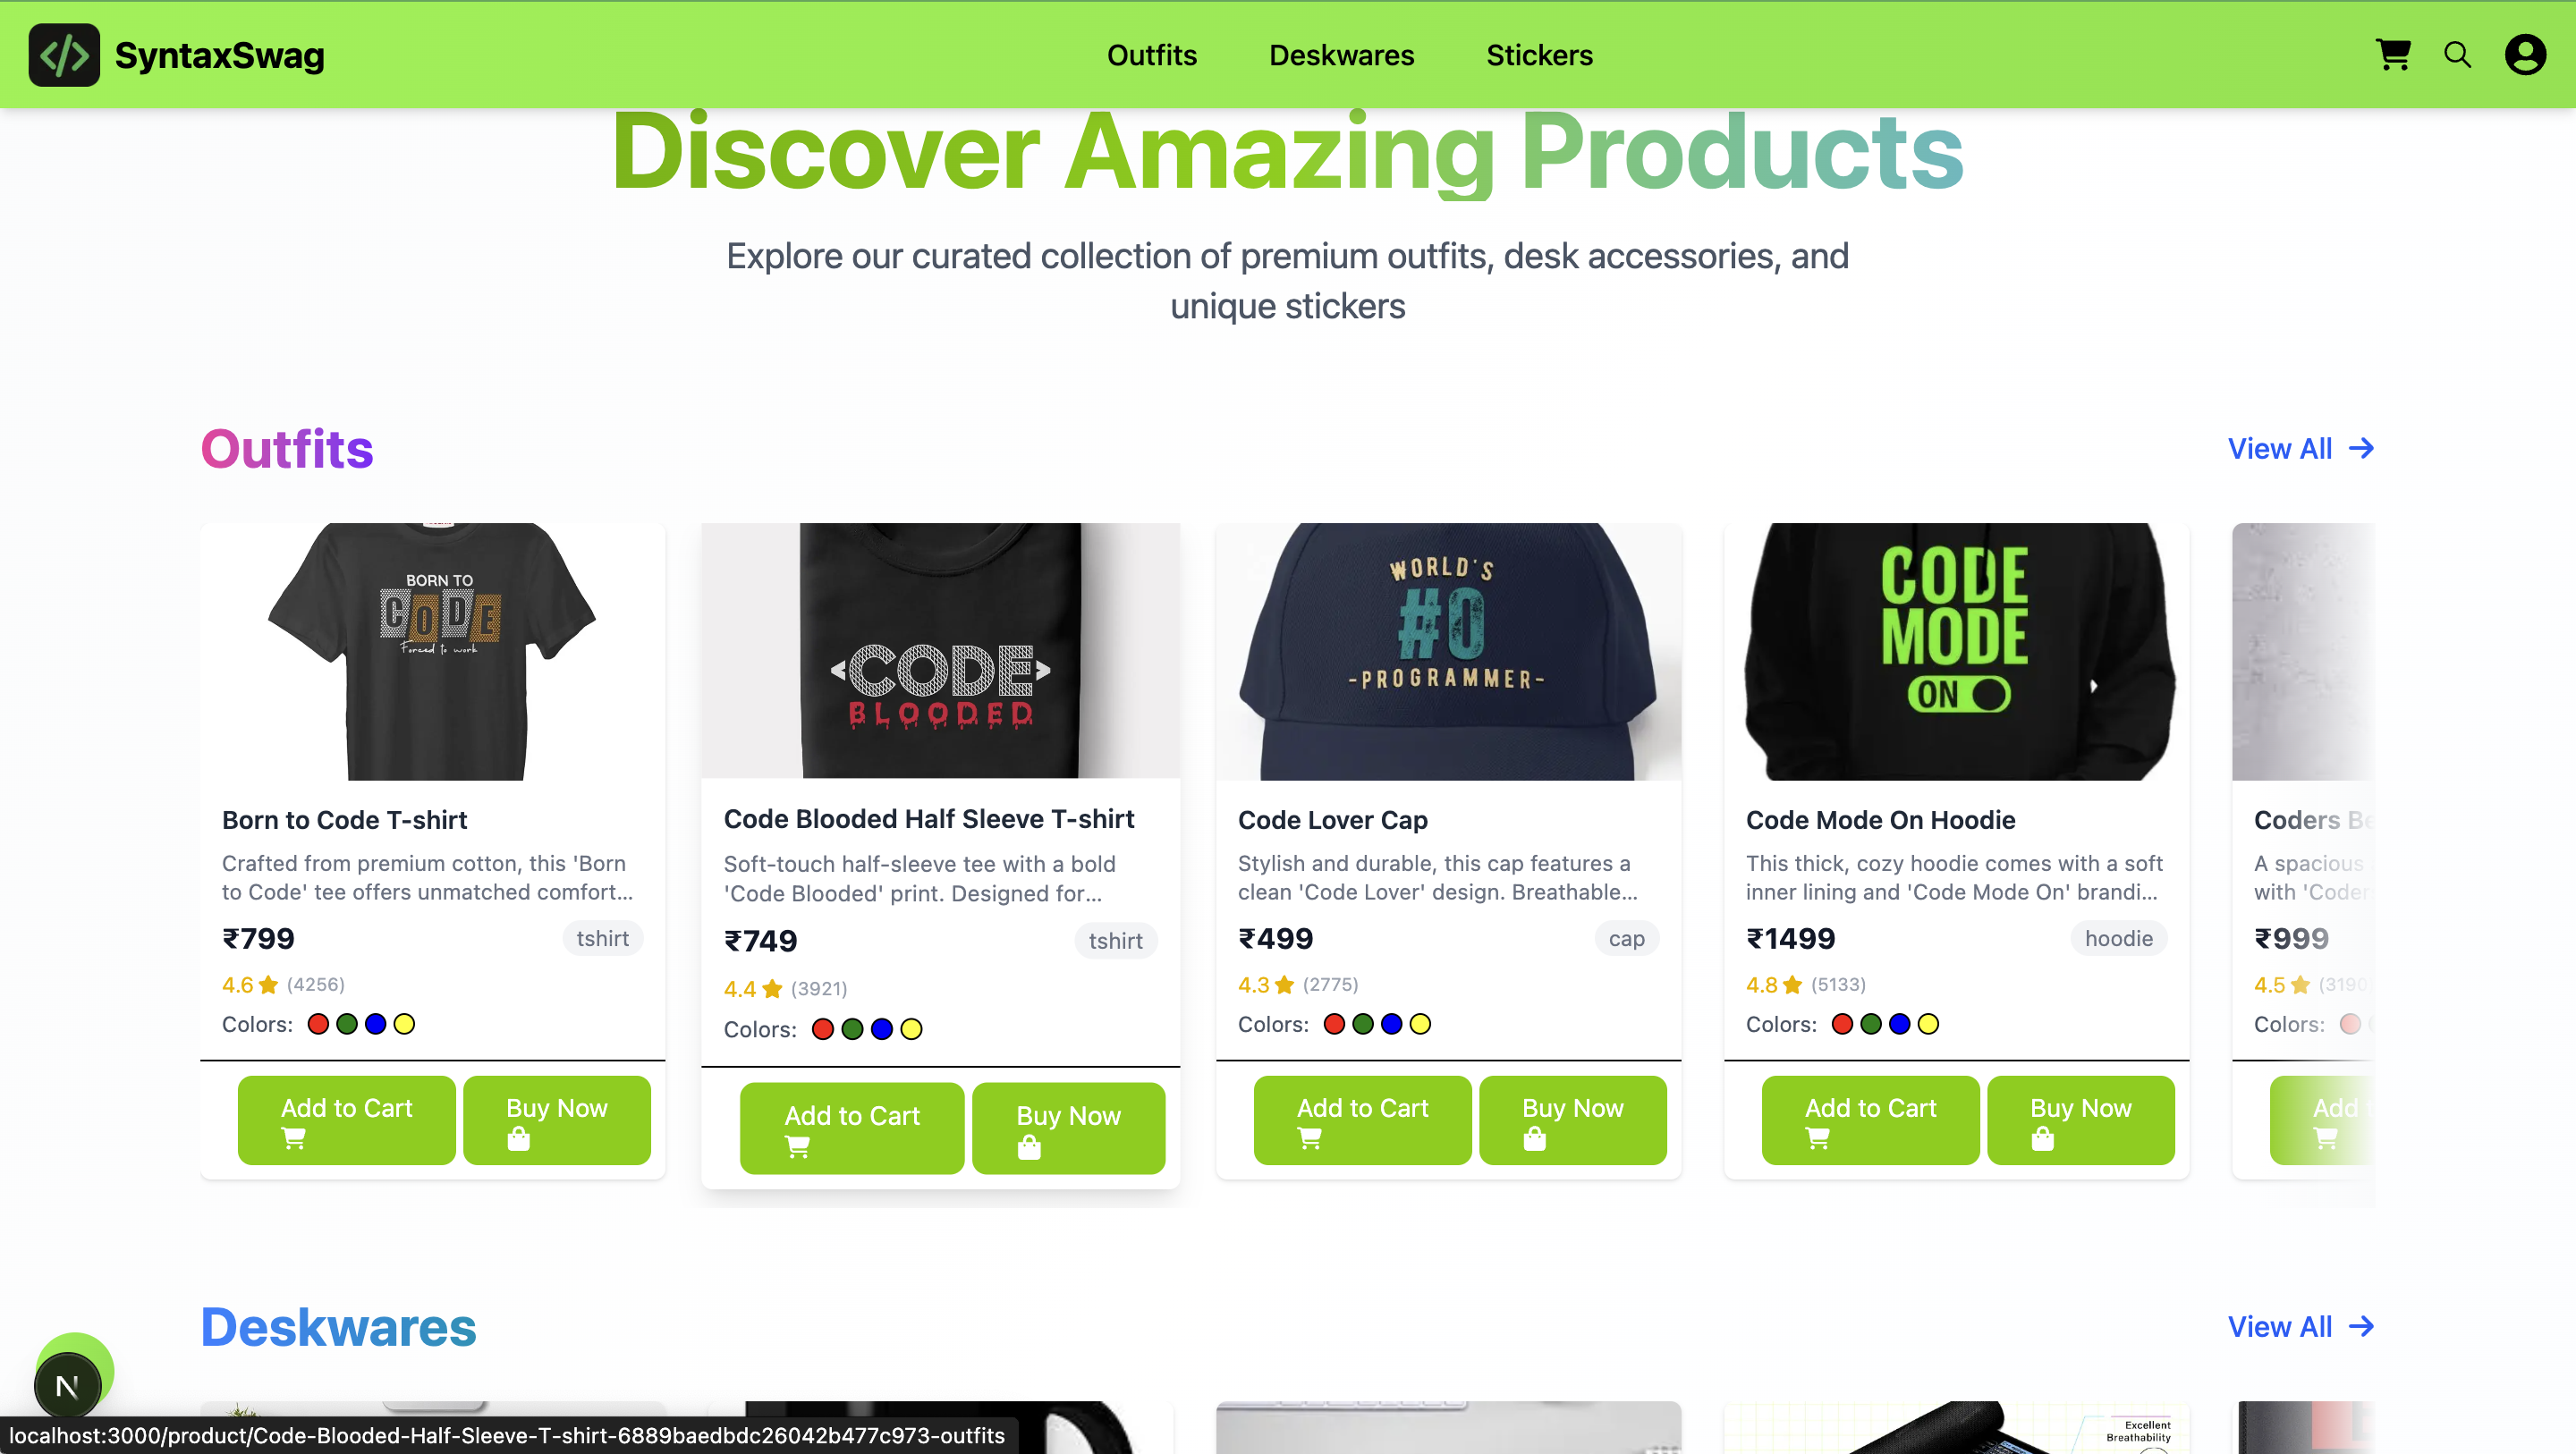 SyntaxSwag
Outfits
Deskwares
Stickers
Discover Amazing Products
Explore our curated collection of premium outfits, desk accessories, and
unique stickers
Outfits
View All
BORN TO
CODE
Forced to work
Born to Code T-shirt
Crafted from premium cotton, this 'Born
to Code' tee offers unmatched comfort...
₹799
tshirt
4.6 (4256)
Colors:
Add to Cart
Buy Now
<CODE>
BLOODED
Code Blooded Half Sleeve T-shirt
Soft-touch half-sleeve tee with a bold
'Code Blooded' print. Designed for...
₹749
tshirt
4.4 (3921)
Colors:
Add to Cart
Buy Now
WORLD'S
#0
-PROGRAMMER-
Code Lover Cap
Stylish and durable, this cap features a
clean 'Code Lover' design. Breathable...
₹499
cap
4.3 (2775)
Colors:
Add to Cart
Buy Now
CODE
MODE
ON
Code Mode On Hoodie
This thick, cozy hoodie comes with a soft
inner lining and 'Code Mode On' brandi...
₹1499
hoodie
4.8 (5133)
Colors:
Add to Cart
Buy Now
Coders Be
A spacious
with 'Coder
₹999
4.5 (3190
Colors:
Add
Deskwares
View All
N
Excellent
Breathability
localhost:3000/product/Code-Blooded-Half-Sleeve-T-shirt-6889baedbdc26042b477c973-outfits